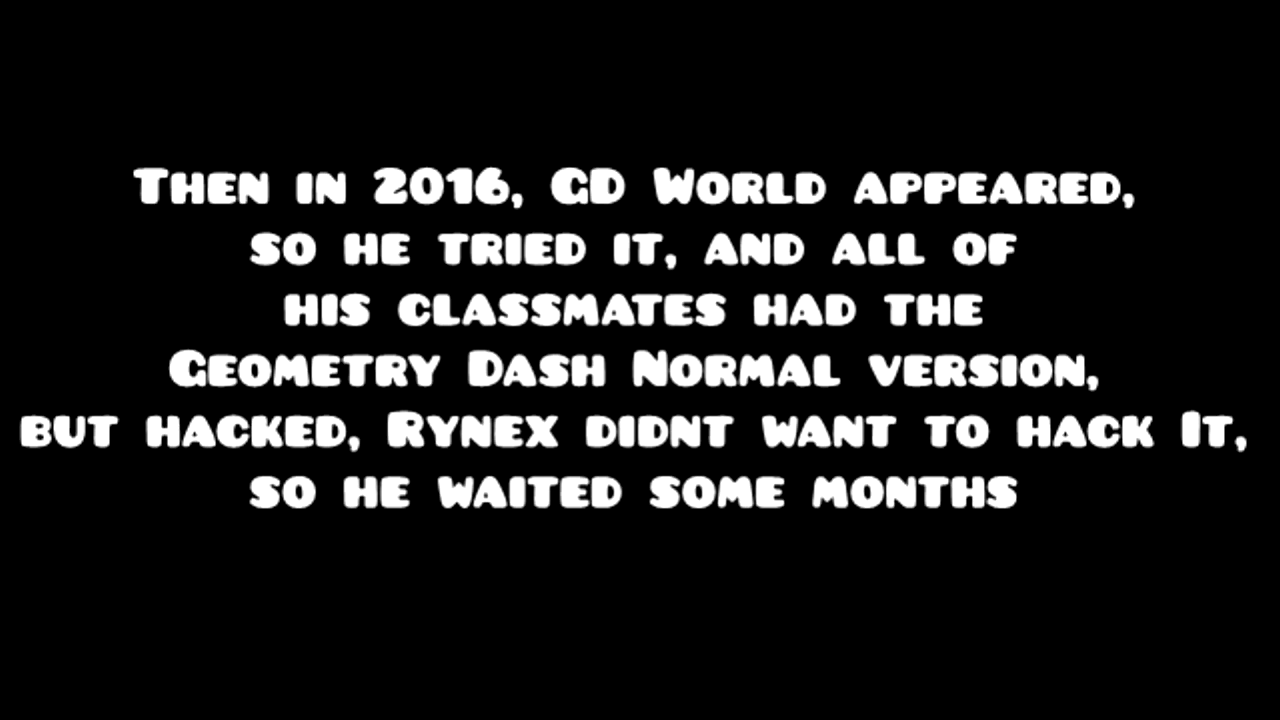 Then in 2016, GD World appeared,
so he tried it, and all of
his classmates had the
Geometry Dash Normal version,
but hacked, Rynex didnt want to hack It,
so he waited some months